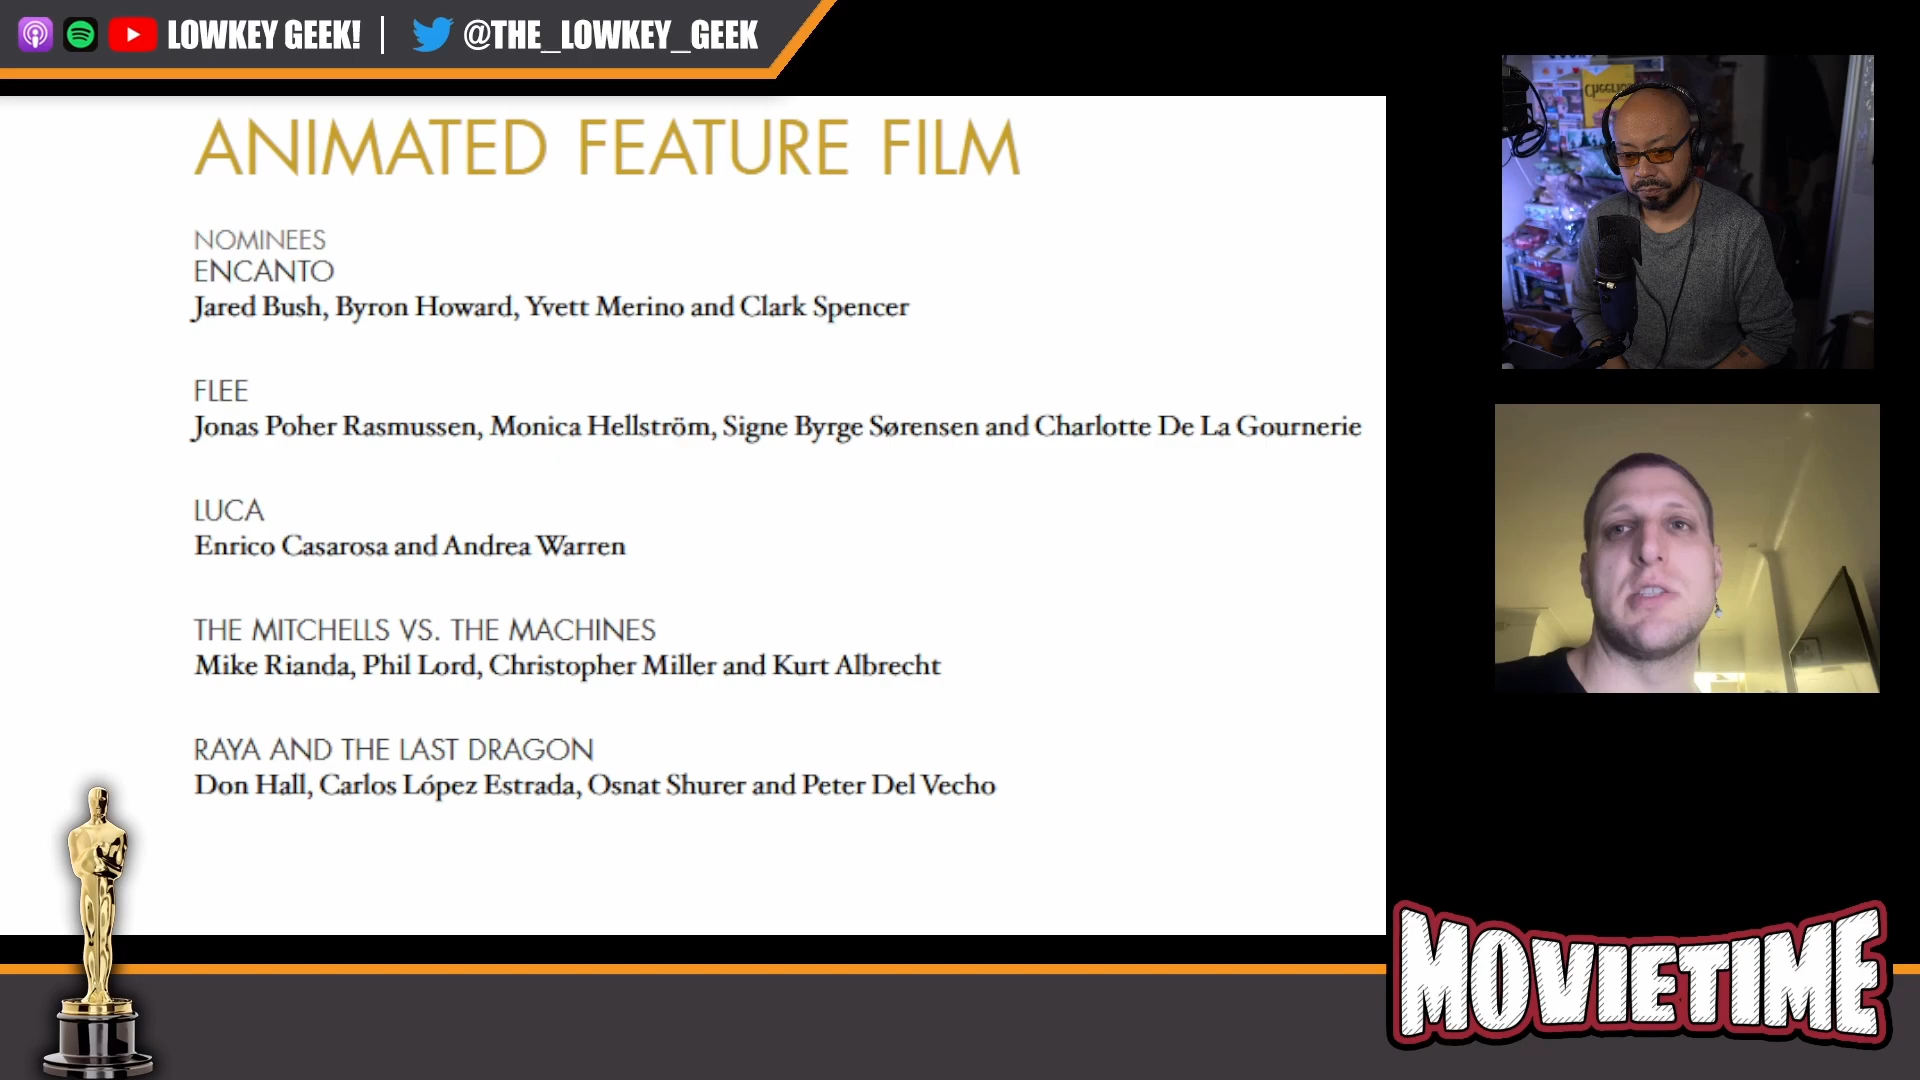 LOWKEY GEEK! | @THE_LOWKEY_GEEK
ANIMATED FEATURE FILM
NOMINEES
ENCANTO
Jared Bush, Byron Howard, Yvett Merino and Clark Spencer
FLEE
Jonas Poher Rasmussen, Monica Hellström, Signe Byrge Sørensen and Charlotte De La Gournerie
LUCA
Enrico Casarosa and Andrea Warren
THE MITCHELLS VS. THE MACHINES
Mike Rianda, Phil Lord, Christopher Miller and Kurt Albrecht
RAYA AND THE LAST DRAGON
Don Hall, Carlos López Estrada, Osnat Shurer and Peter Del Vecho
MOVIETIME